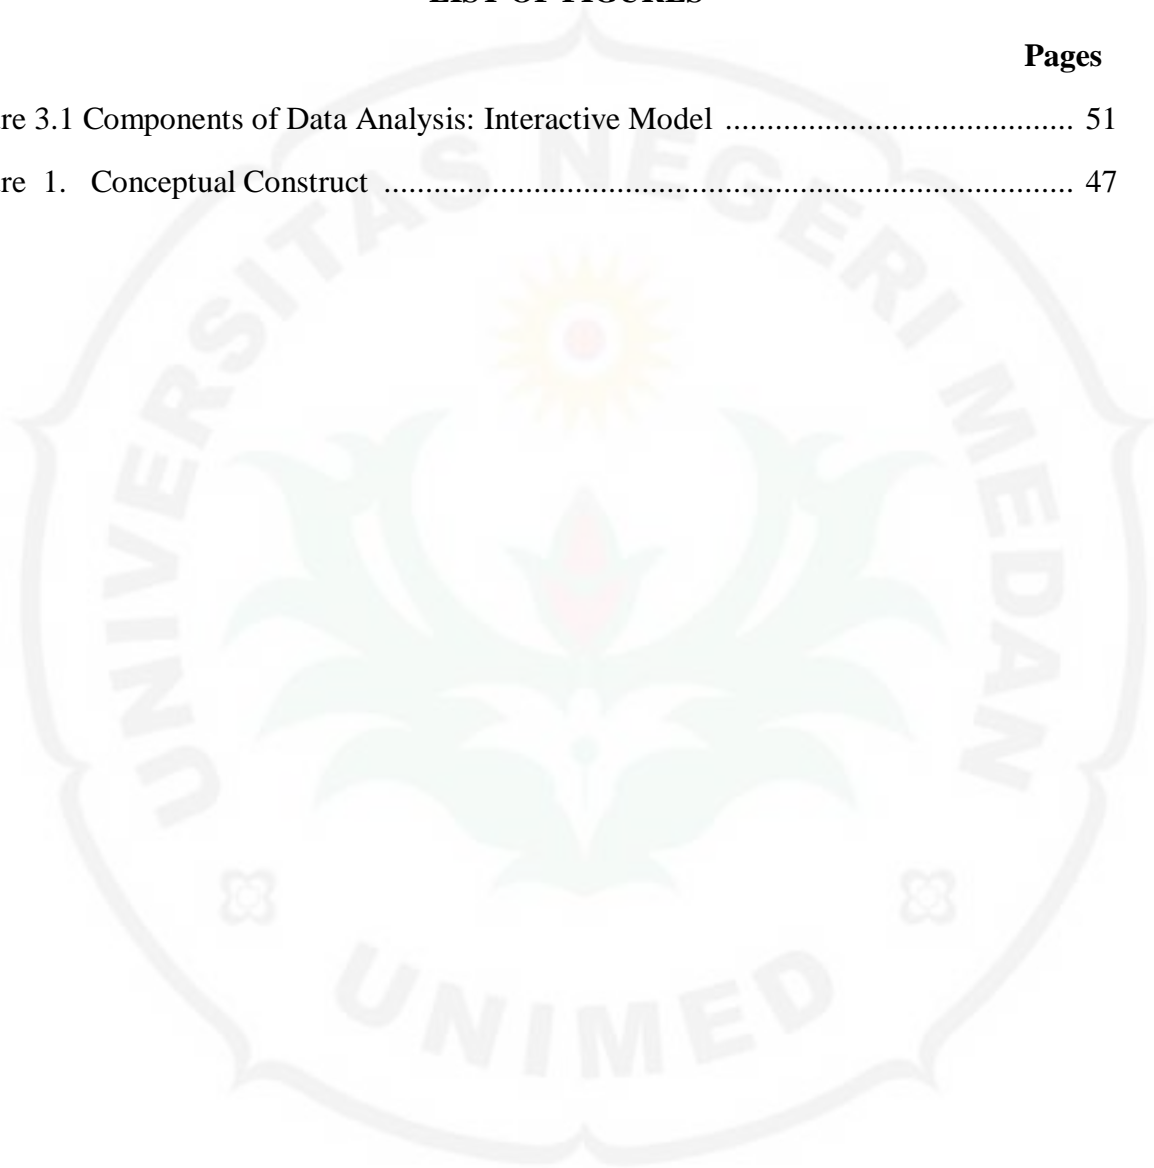 LIST OF FIGURES
Pages
re 3.1 Components of Data Analysis: Interactive Model .......................................... 51
re 1. Conceptual Construct .................................................................................... 47
UNIVERSITAS NEGERI MEDAN
UNIMED